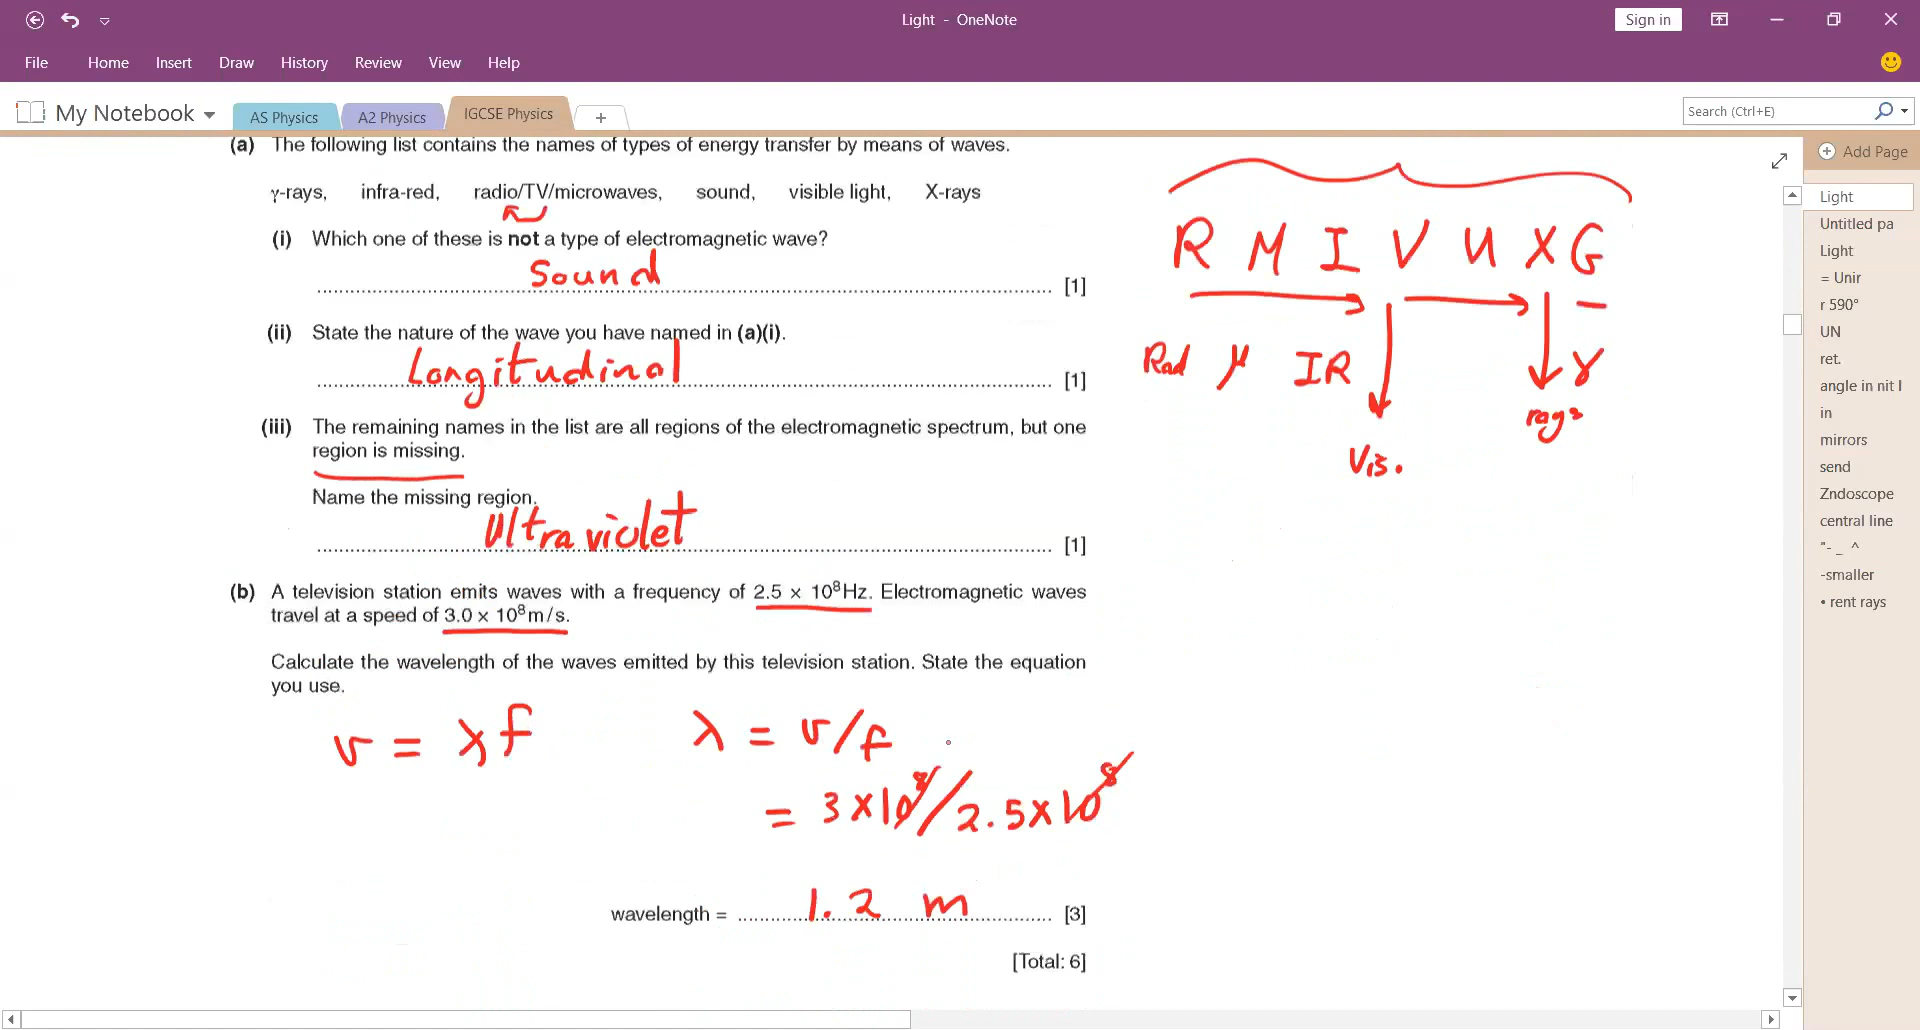 Light - OneNote
Sign in
File Home Insert Draw History Review View Help
My Notebook
AS Physics
A2 Physics
IGCSE Physics
+
Search (Ctrl+E)
Add Page
Light
Untitled pa
Light
= Unir
r 590°
UN
ret.
angle in nit I
in
mirrors
send
Zndoscope
central line
"- _ ^
-smaller
• rent rays
(a) The following list contains the names of types of energy transfer by means of waves.
γ-rays, infra-red, radio/TV/microwaves, sound, visible light, X-rays
(i) Which one of these is not a type of electromagnetic wave?
Sound
[1]
(ii) State the nature of the wave you have named in (a)(i).
Longitudinal
[1]
(iii) The remaining names in the list are all regions of the electromagnetic spectrum, but one
region is missing.
Name the missing region.
Ultraviolet
[1]
(b) A television station emits waves with a frequency of 2.5 × 10⁸ Hz. Electromagnetic waves
travel at a speed of 3.0 × 10⁸ m/s.
Calculate the wavelength of the waves emitted by this television station. State the equation
you use.
v = λf
λ = v/f
= 3×10⁸/2.5×10⁸
wavelength = 1.2 m [3]
[Total: 6]
R M I V U X G
Rad μ IR γ
rays
Vis.